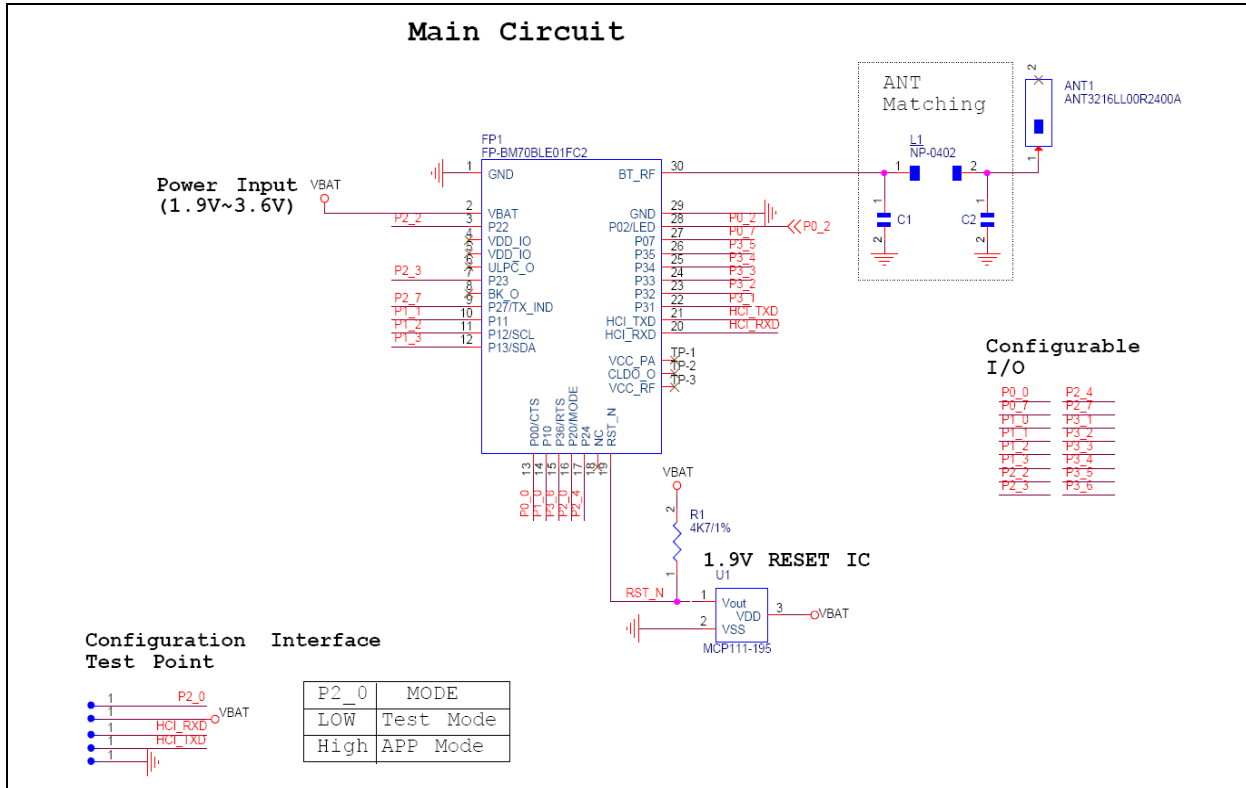 Main Circuit
ANT
Matching
ANT1
ANT3216LL00R2400A
2
1
L1
NP-0402
1
2
1
C1
2
1
C2
2
FP1
FP-BM70BLE01FC2
Power Input
(1.9V~3.6V)
VBAT
1 GND
2 VBAT
P2_2 3 P22
4 VDD_IO
5 VDD_IO
6 ULPC_O
P2_3 7 P23
8 BK_O
P2_7 9 P27/TX_IND
P1_1 10 P11
P1_2 11 P12/SCL
P1_3 12 P13/SDA
BT_RF 30
GND 29
P02/LED 28 P0_2 P0_2
P07 27 P0_7
P35 26 P3_5
P34 25 P3_4
P33 24 P3_3
P32 23 P3_2
P31 22 P3_1
HCI_TXD 21 HCI_TXD
HCI_RXD 20 HCI_RXD
VCC_PA TP-1
CLDO_O TP-2
VCC_RF TP-3
P00/CTS 13 P0_0
P10 14 P1_0
P36/RTS 15 P3_6
P20/MODE 16 P2_0
P24 17 P2_4
NC 18
RST_N 19
Configurable
I/O
P0_0 P2_4
P0_7 P2_7
P1_0 P3_1
P1_1 P3_2
P1_2 P3_3
P1_3 P3_4
P2_2 P3_5
P2_3 P3_6
VBAT
2
R1
4K7/1%
1
1.9V RESET IC
U1
RST_N 1 Vout
VDD 3 VBAT
2 VSS
MCP111-195
Configuration Interface
Test Point
1 P2_0
1 VBAT
1 HCI_RXD
1 HCI_TXD
1
P2_0 MODE
LOW Test Mode
High APP Mode